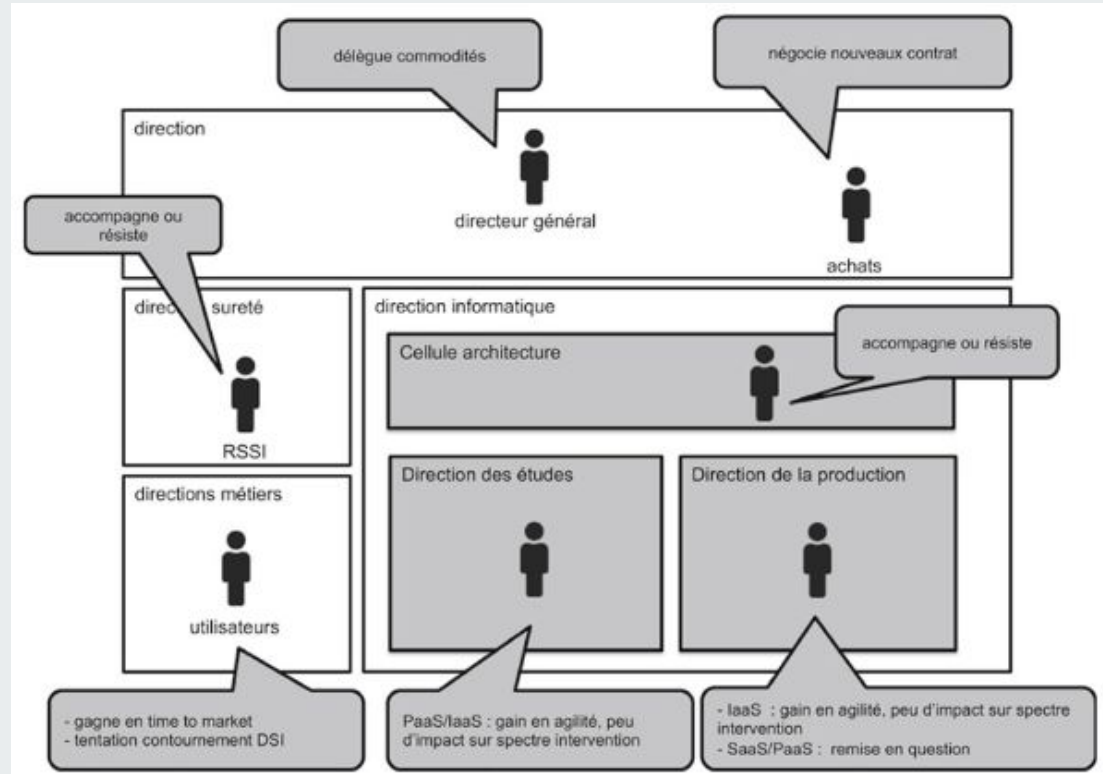 délègue commodités
négocie nouveaux contrat
direction
directeur général
achats
accompagne ou
résiste
direc
sureté
RSSI
direction informatique
Cellule architecture
accompagne ou résiste
directions métiers
utilisateurs
Direction des études
Direction de la production
- gagne en time to market
- tentation contournement DSI
PaaS/IaaS : gain en agilité, peu
d'impact sur spectre intervention
- IaaS : gain en agilité, peu d'impact sur spectre
intervention
- SaaS/PaaS : remise en question